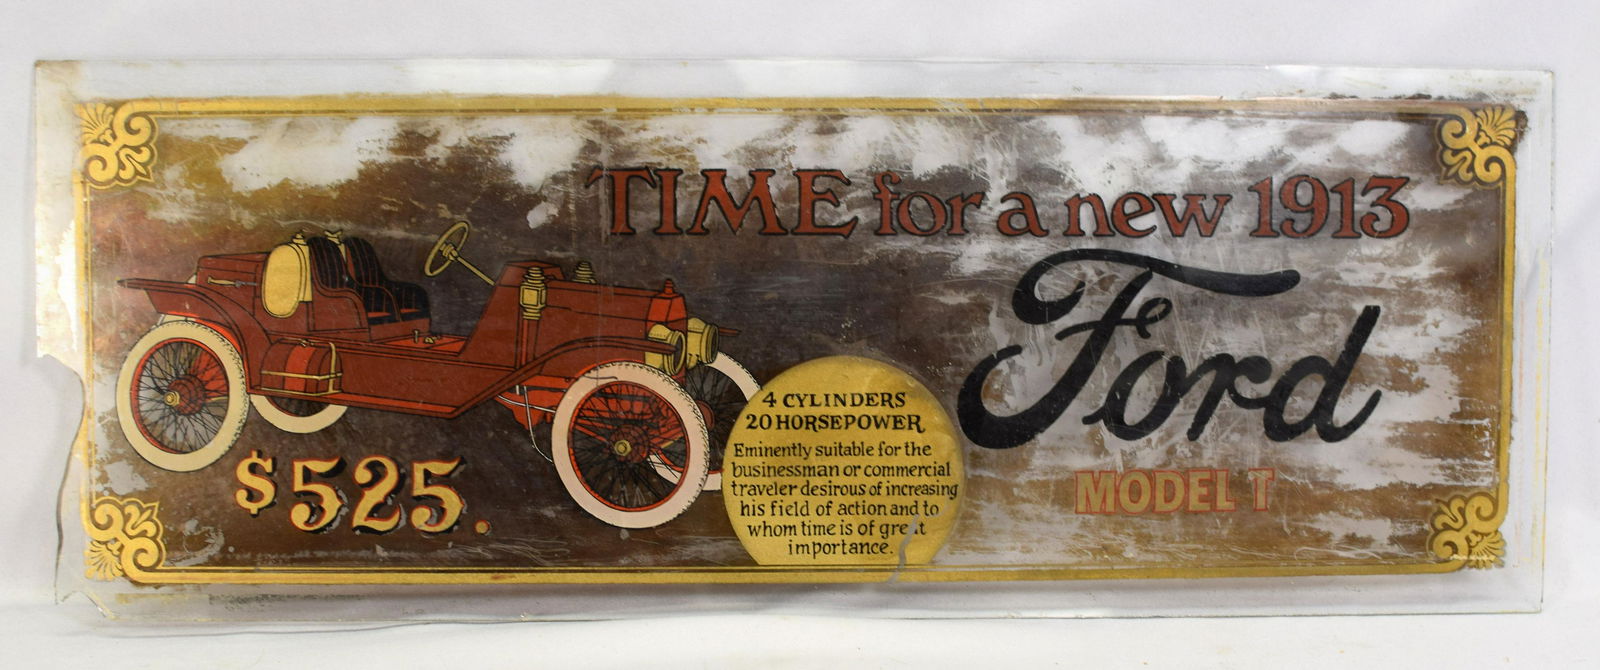 TIME for a new 1913
Ford
MODEL T
$525.
4 CYLINDERS
20 HORSEPOWER
Eminently suitable for the
businessman or commercial
traveler desirous of increasing
his field of action and to
whom time is of great
importance.